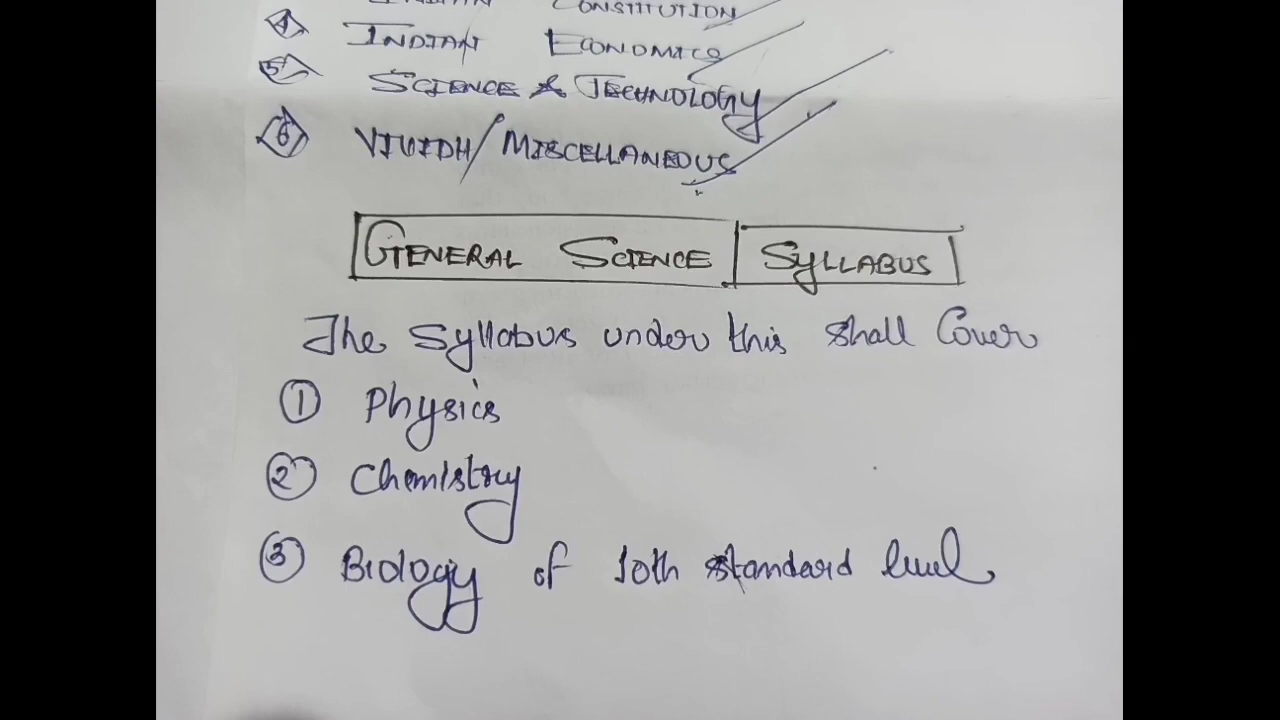 INDIAN CONSTITUTION
4 INDIAN ECONOMICS
5 SCIENCE & TECHNOLOGY
6 VIVIDH/MISCELLANEOUS
GENERAL SCIENCE SYLLABUS
The Syllabus under this shall Cover
1 Physics
2 Chemistry
3 Biology of 10th standard level